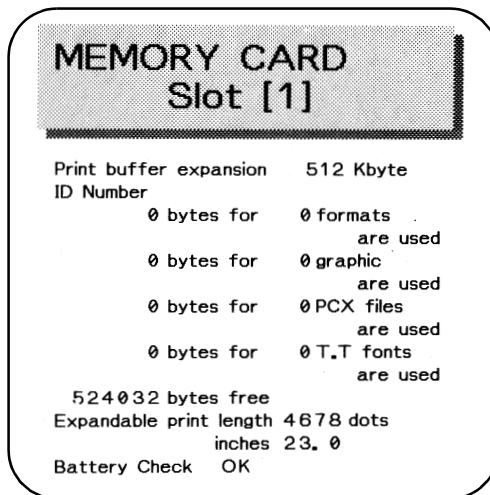 MEMORY CARD
Slot [1]
Print buffer expansion 512 Kbyte
ID Number
0 bytes for 0 formats
are used
0 bytes for 0 graphic
are used
0 bytes for 0 PCX files
are used
0 bytes for 0 T.T fonts
are used
524032 bytes free
Expandable print length 4678 dots
inches 23. 0
Battery Check OK